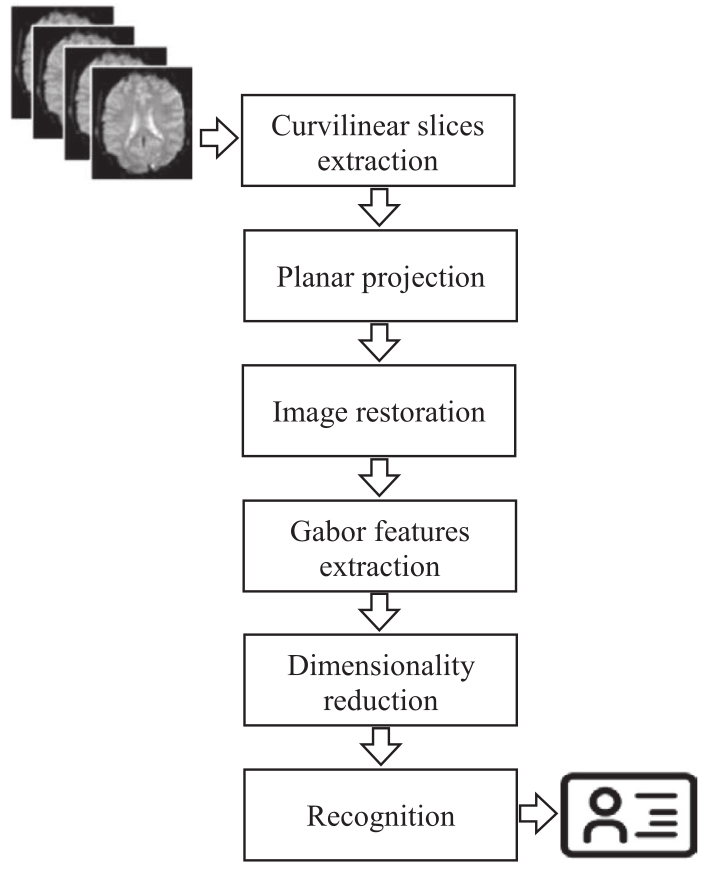 Curvilinear slices
extraction
Planar projection
Image restoration
Gabor features
extraction
Dimensionality
reduction
Recognition